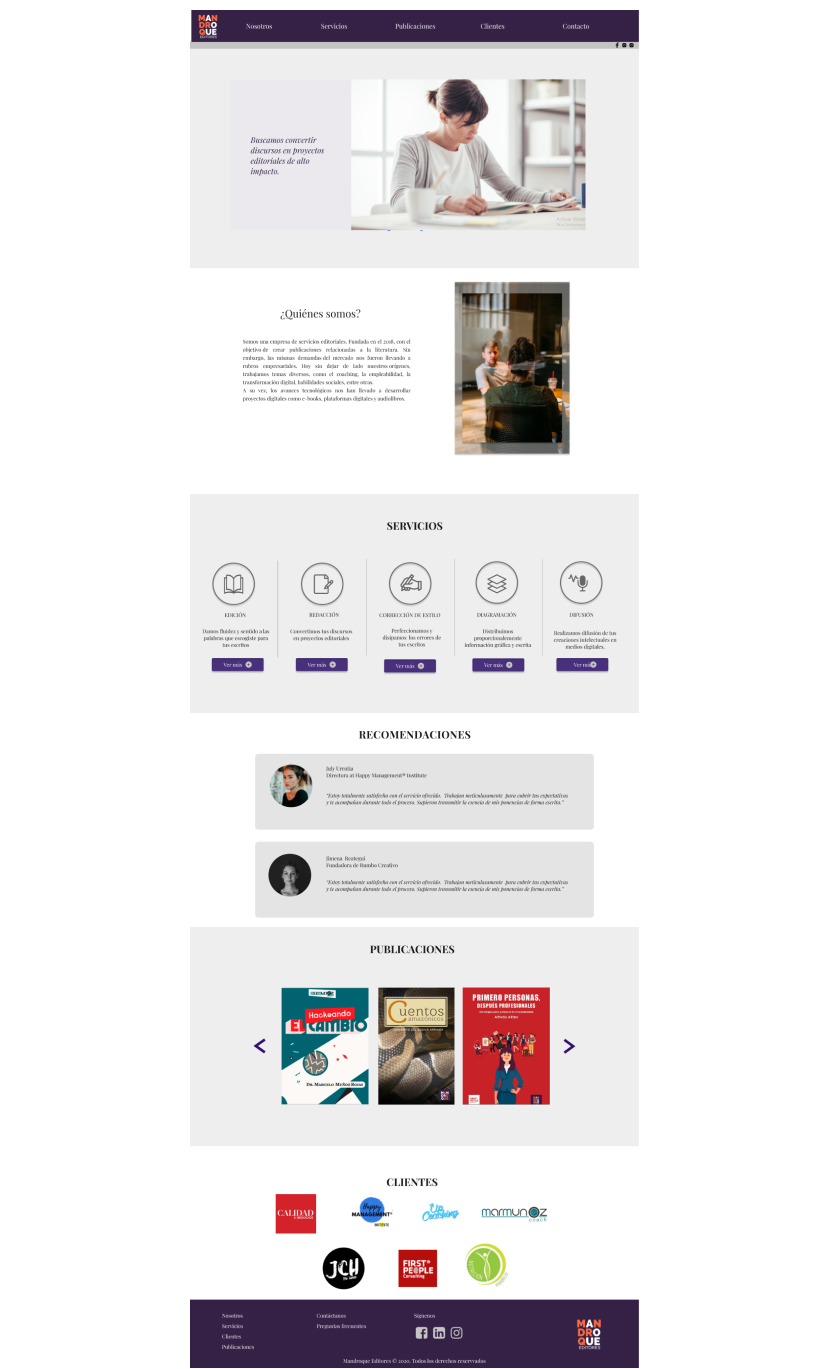 MAN
DRO
QUE
EDITORES
Nosotros
Servicios
Publicaciones
Clientes
Contacto
Buscamos convertir
discursos en proyectos
editoriales de alto
impacto.
¿Quiénes somos?
Somos una empresa de servicios editoriales. Fundada en el 2018, con el
objetivo de crear publicaciones relacionadas a la literatura. Sin
embargo, las mismas demandas del mercado nos fueron llevando a
rubros empresariales. Hoy sin dejar de lado nuestros orígenes,
trabajamos temas diversos, como el coaching, la empleabilidad, la
transformación digital, habilidades sociales, entre otras.
A su vez, los avances tecnológicos nos han llevado a desarrollar
proyectos digitales como e-books, plataformas digitales y audiolibros.
SERVICIOS
EDICIÓN
Damos fluidez y sentido a las
palabras que escogiste para
tus escritos
Ver más
REDACCIÓN
Convertimos tus discursos
en proyectos editoriales
Ver más
CORRECCIÓN DE ESTILO
Perfeccionamos y
disipamos los errores de
tus escritos
Ver más
DIAGRAMACIÓN
Distribuimos
proporcionalmente
información gráfica y escrita
Ver más
DIFUSIÓN
Realizamos difusión de tus
creaciones intelectuales en
medios digitales.
Ver más
RECOMENDACIONES
July Urrutia
Directora at Happy Management® Institute
"Estoy totalmente satisfecha con el servicio ofrecido. Trabajan meticulosamente para cubrir tus expectativas
y te acompañan durante todo el proceso. Supieron transmitir la esencia de mis ponencias de forma escrita."
Jimena Reategui
Fundadora de Rumbo Creativo
"Estoy totalmente satisfecha con el servicio ofrecido. Trabajan meticulosamente para cubrir tus expectativas
y te acompañan durante todo el proceso. Supieron transmitir la esencia de mis ponencias de forma escrita."
PUBLICACIONES
Hackeando
EL CAMBIO
Dr. Marcelo Muñoz Rojas
Cuentos
amazónicos
PRIMERO PERSONAS,
DESPUÉS PROFESIONALES
CLIENTES
CALIDAD
Happy
MANAGEMENT
INSTITUTE
Up
Coaching
marmunoz
coach
JCH
FIRST
PEOPLE
Consulting
Nosotros
Servicios
Clientes
Publicaciones
Contáctanos
Preguntas frecuentes
Síguenos
MAN
DRO
QUE
EDITORES
Mandroque Editores © 2020. Todos los derechos reservados